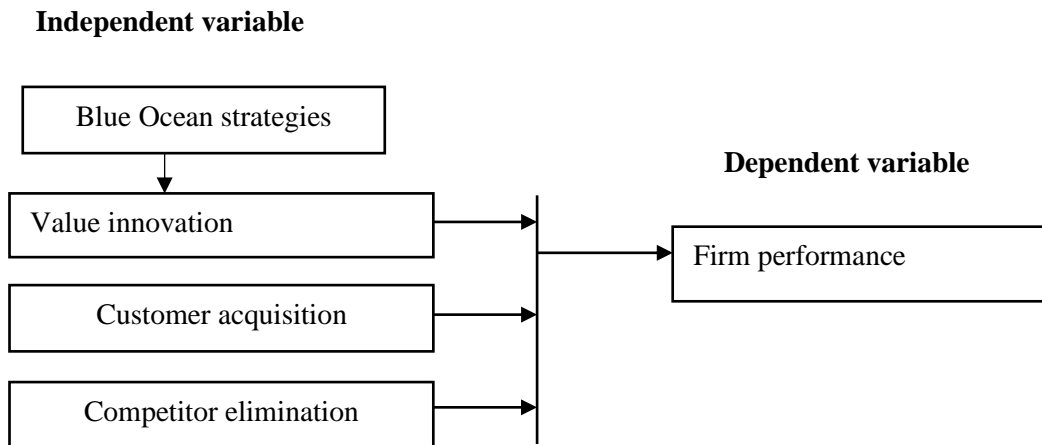 Independent variable
Blue Ocean strategies
Dependent variable
Value innovation
Firm performance
Customer acquisition
Competitor elimination